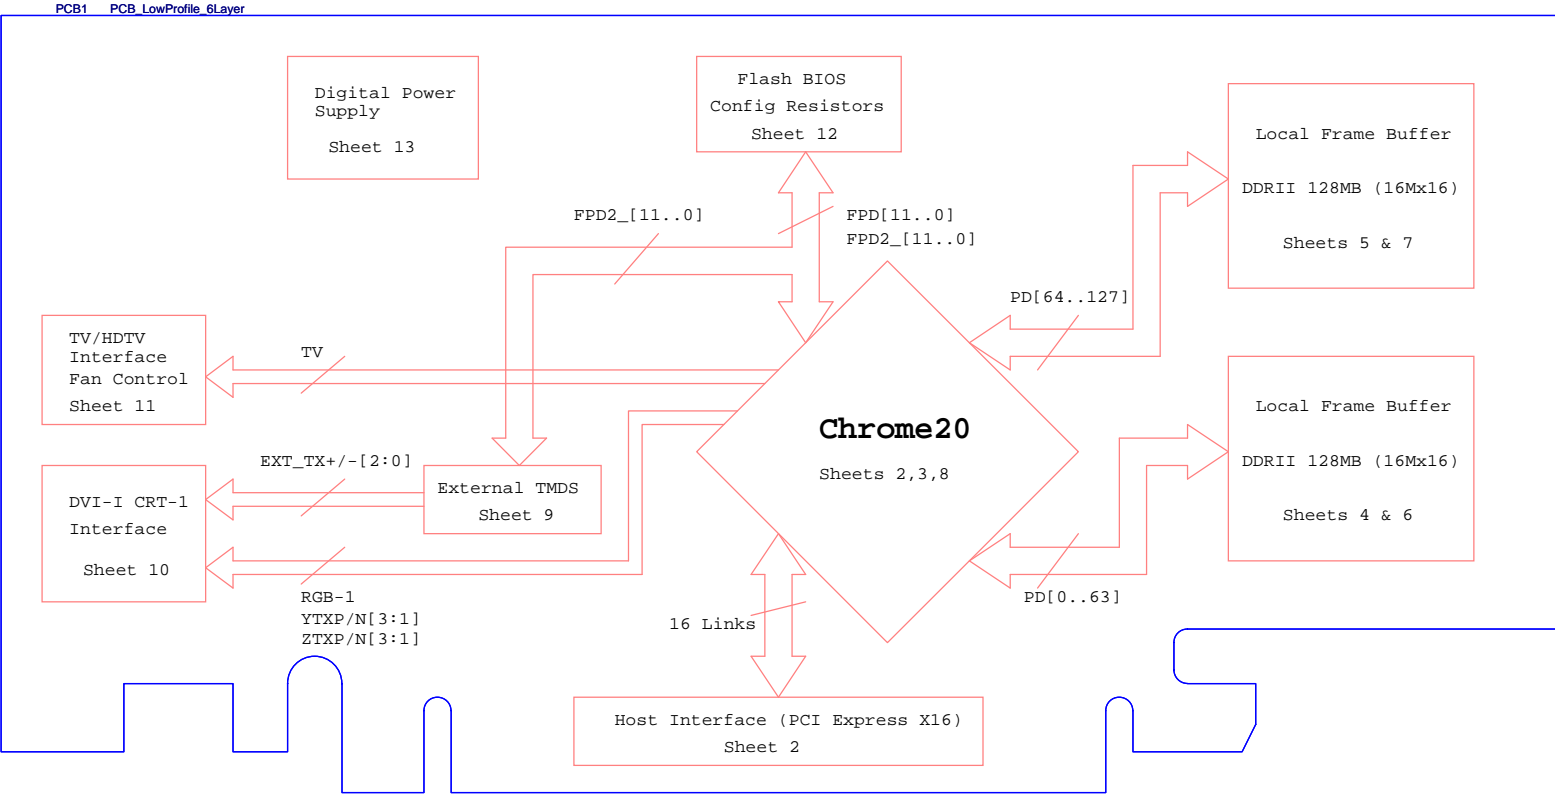 PCB1 PCB_LowProfile_6Layer
Digital Power
Supply
Sheet 13
Flash BIOS
Config Resistors
Sheet 12
Local Frame Buffer
DDRII 128MB (16Mx16)
Sheets 5 & 7
FPD2_[11..0]
FPD[11..0]
FPD2_[11..0]
PD[64..127]
TV/HDTV
Interface
Fan Control
Sheet 11
TV
Chrome20
Sheets 2,3,8
Local Frame Buffer
DDRII 128MB (16Mx16)
Sheets 4 & 6
EXT_TX+/-[2:0]
External TMDS
Sheet 9
DVI-I CRT-1
Interface
Sheet 10
RGB-1
YTXP/N[3:1]
ZTXP/N[3:1]
16 Links
PD[0..63]
Host Interface (PCI Express X16)
Sheet 2